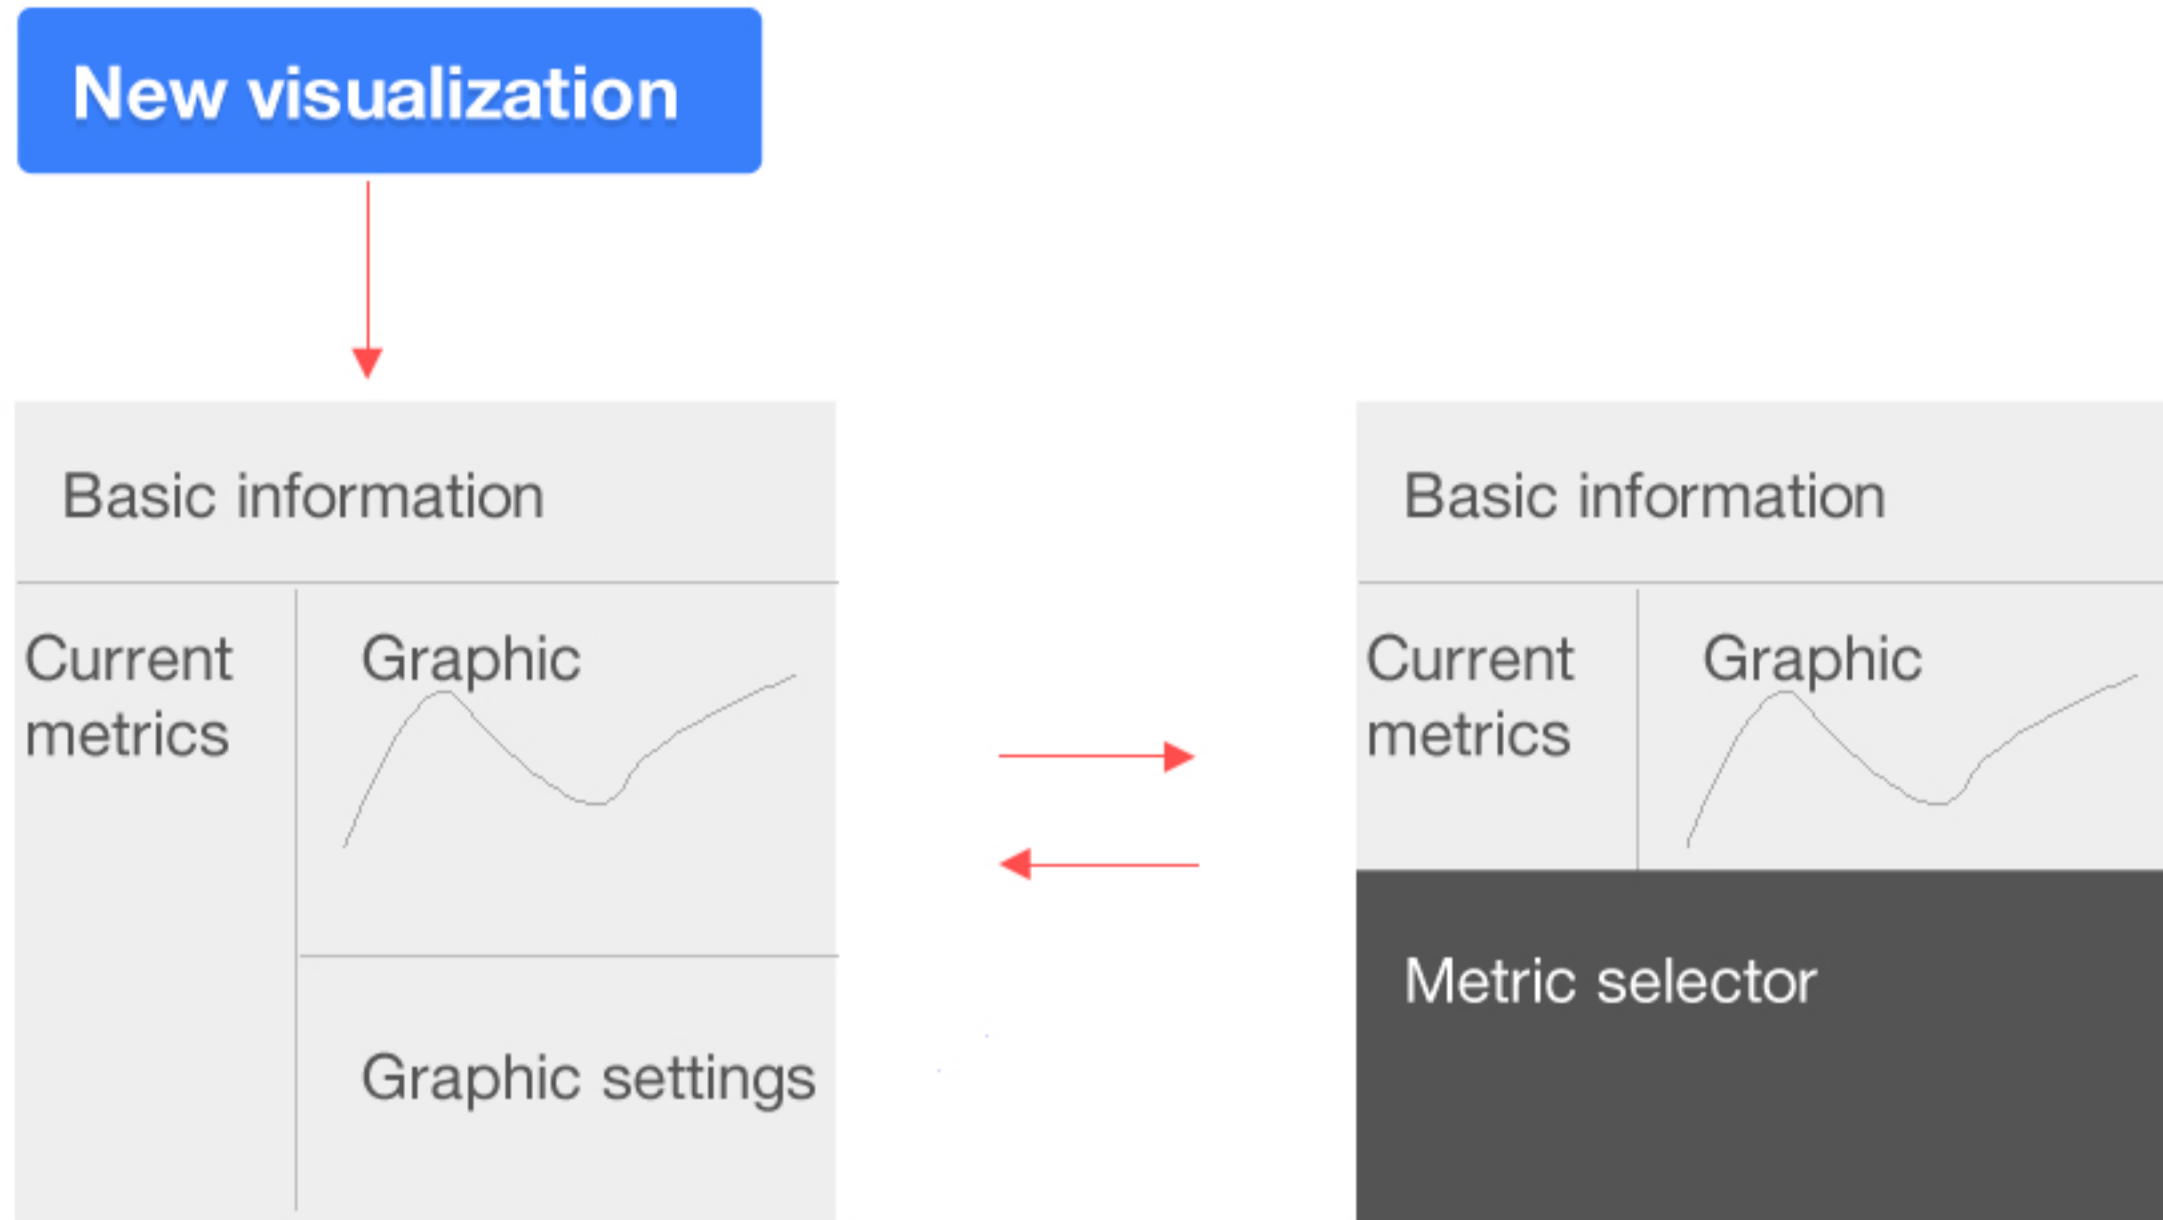 New visualization
Basic information
Current
metrics
Graphic
Graphic settings
Basic information
Current
metrics
Graphic
Metric selector